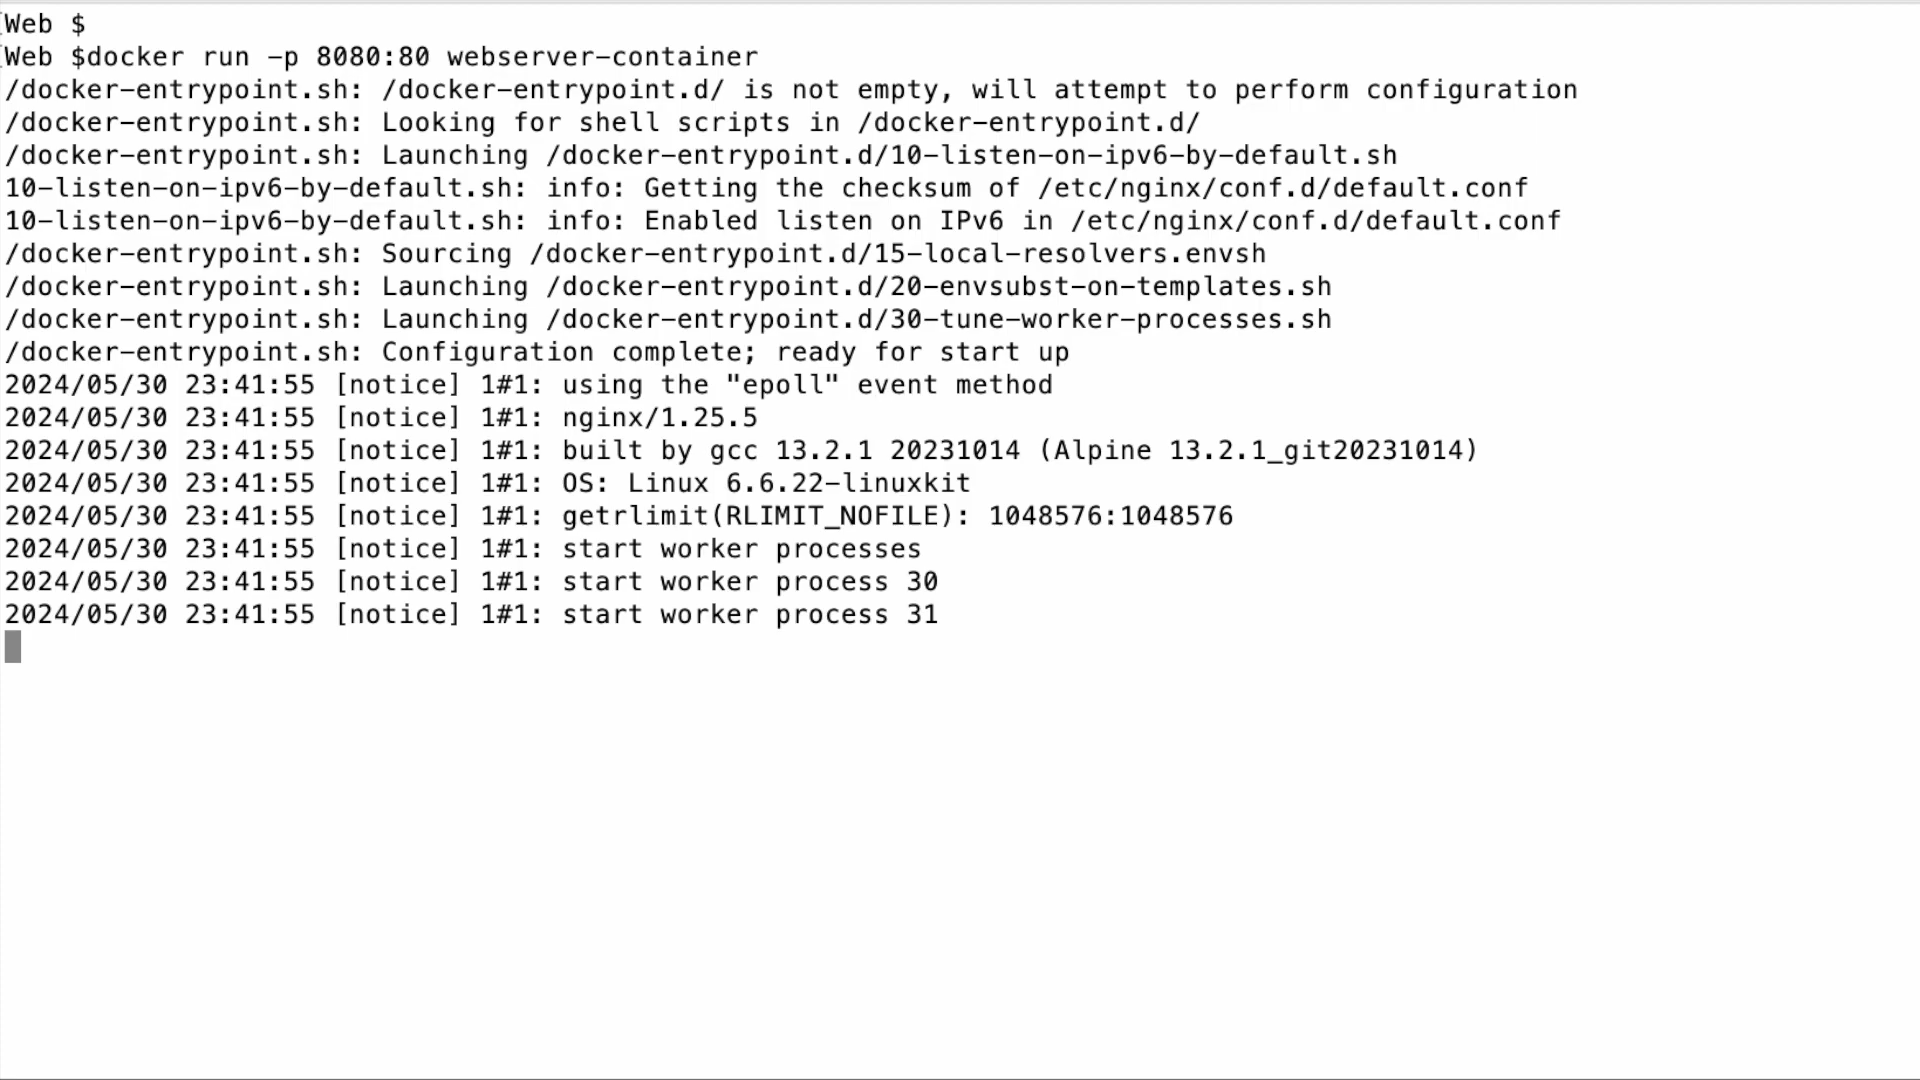 Web $
Web $docker run -p 8080:80 webserver-container
/docker-entrypoint.sh: /docker-entrypoint.d/ is not empty, will attempt to perform configuration
/docker-entrypoint.sh: Looking for shell scripts in /docker-entrypoint.d/
/docker-entrypoint.sh: Launching /docker-entrypoint.d/10-listen-on-ipv6-by-default.sh
10-listen-on-ipv6-by-default.sh: info: Getting the checksum of /etc/nginx/conf.d/default.conf
10-listen-on-ipv6-by-default.sh: info: Enabled listen on IPv6 in /etc/nginx/conf.d/default.conf
/docker-entrypoint.sh: Sourcing /docker-entrypoint.d/15-local-resolvers.envsh
/docker-entrypoint.sh: Launching /docker-entrypoint.d/20-envsubst-on-templates.sh
/docker-entrypoint.sh: Launching /docker-entrypoint.d/30-tune-worker-processes.sh
/docker-entrypoint.sh: Configuration complete; ready for start up
2024/05/30 23:41:55 [notice] 1#1: using the "epoll" event method
2024/05/30 23:41:55 [notice] 1#1: nginx/1.25.5
2024/05/30 23:41:55 [notice] 1#1: built by gcc 13.2.1 20231014 (Alpine 13.2.1_git20231014)
2024/05/30 23:41:55 [notice] 1#1: OS: Linux 6.6.22-linuxkit
2024/05/30 23:41:55 [notice] 1#1: getrlimit(RLIMIT_NOFILE): 1048576:1048576
2024/05/30 23:41:55 [notice] 1#1: start worker processes
2024/05/30 23:41:55 [notice] 1#1: start worker process 30
2024/05/30 23:41:55 [notice] 1#1: start worker process 31